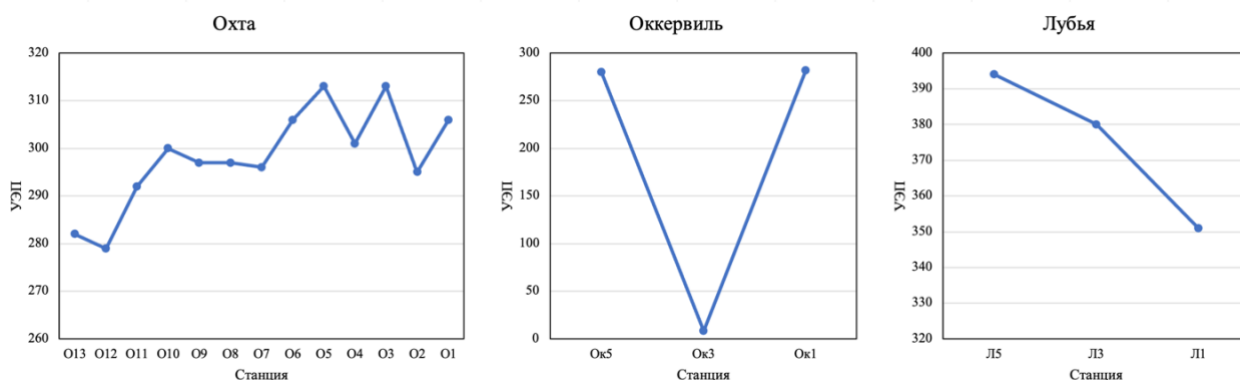 Охта
УЭП
320
310
300
290
280
270
260
О13 О12 О11 О10 О9 О8 О7 О6 О5 О4 О3 О2 О1
Станция
Оккервиль
УЭП
300
250
200
150
100
50
0
Ок5 Ок3 Ок1
Станция
Лубья
УЭП
400
390
380
370
360
350
340
330
320
Л5 Л3 Л1
Станция